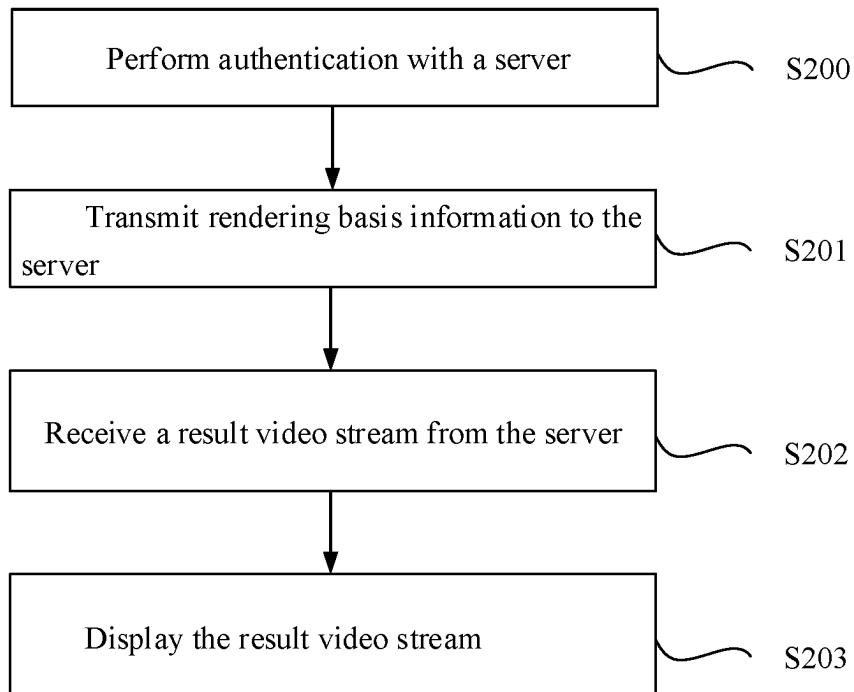 Perform authentication with a server
S200
Transmit rendering basis information to the
server
S201
Receive a result video stream from the server
S202
Display the result video stream
S203